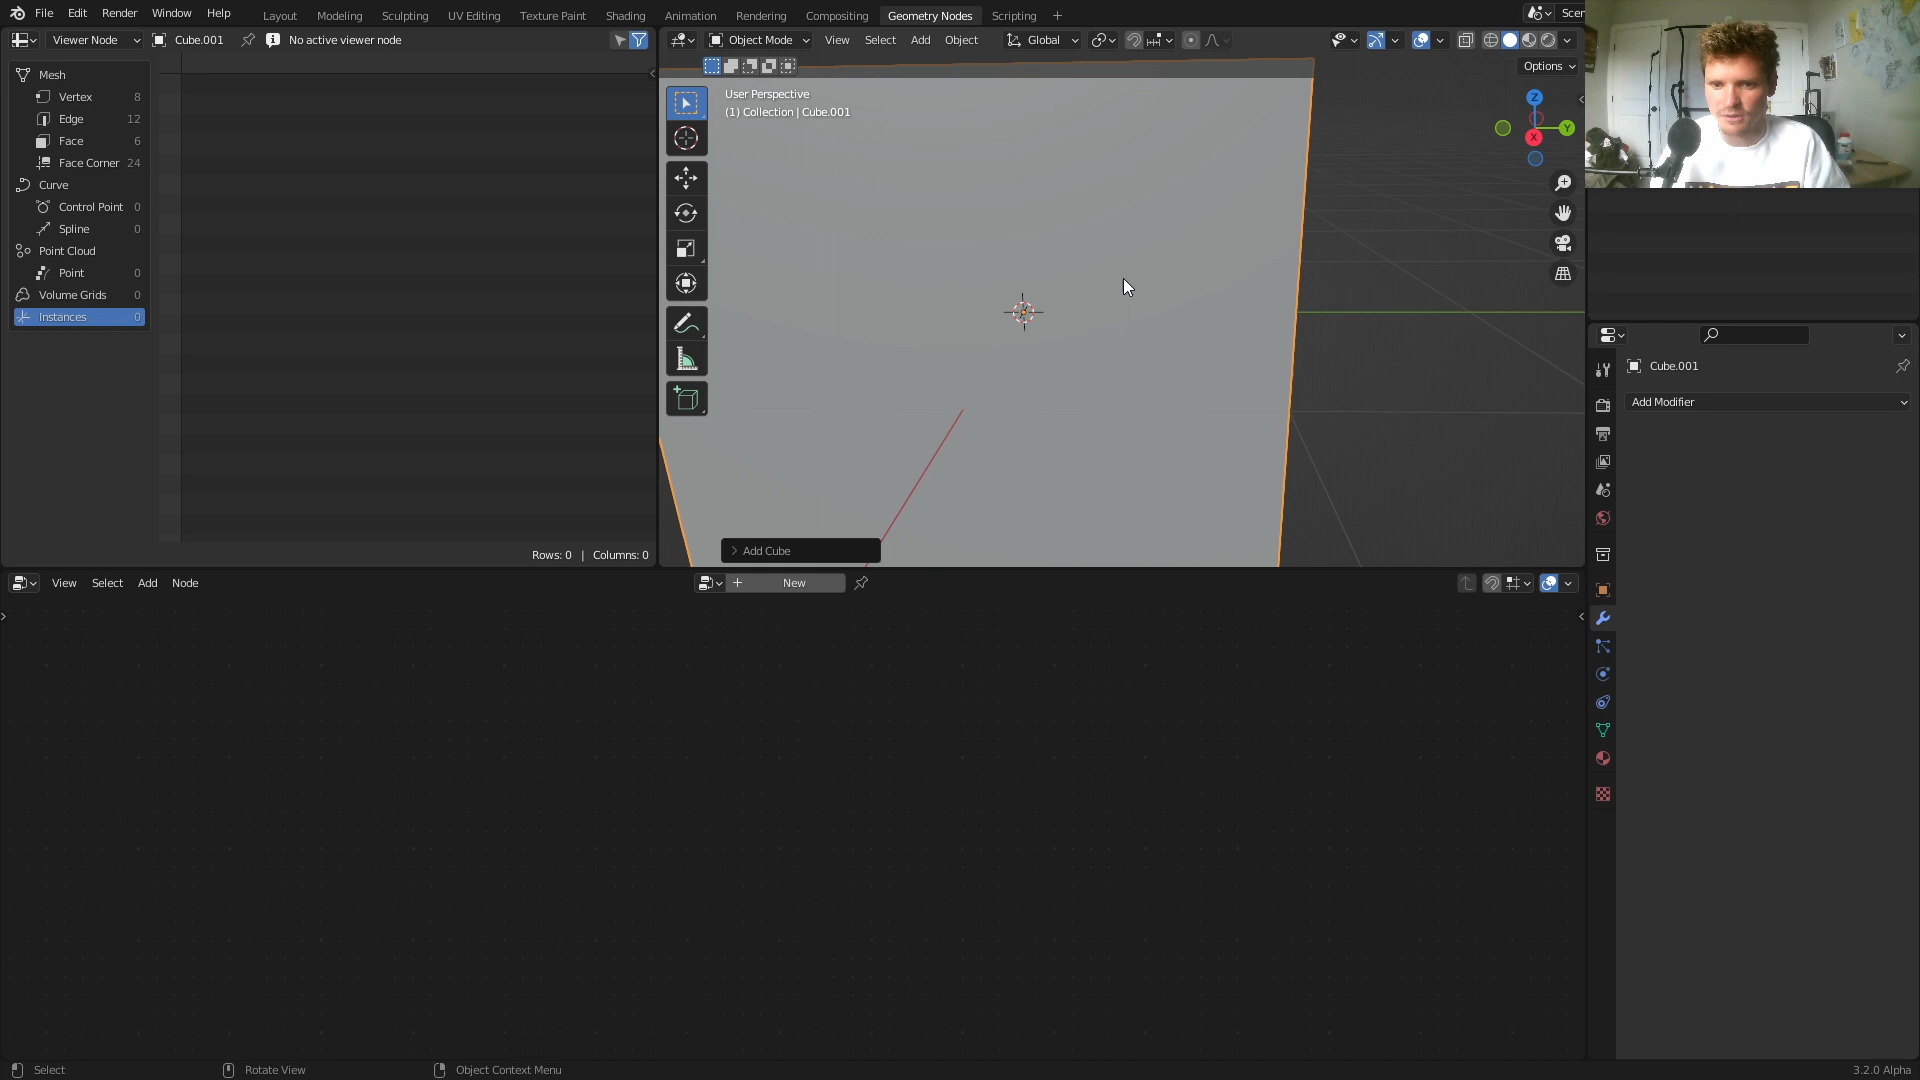 File Edit Render Window Help Layout Modeling Sculpting UV Editing Texture Paint Shading Animation Rendering Compositing Geometry Nodes Scripting Scen
Viewer Node Cube.001 No active viewer node
Object Mode View Select Add Object Global
Options
Mesh
Vertex 8
Edge 12
Face 6
Face Corner 24
Curve
Control Point 0
Spline 0
Point Cloud
Point 0
Volume Grids 0
Instances 0
Rows: 0 | Columns: 0
User Perspective
(1) Collection | Cube.001
Z
Y
X
Add Cube
Cube.001
Add Modifier
View Select Add Node New
Select Rotate View Object Context Menu 3.2.0 Alpha